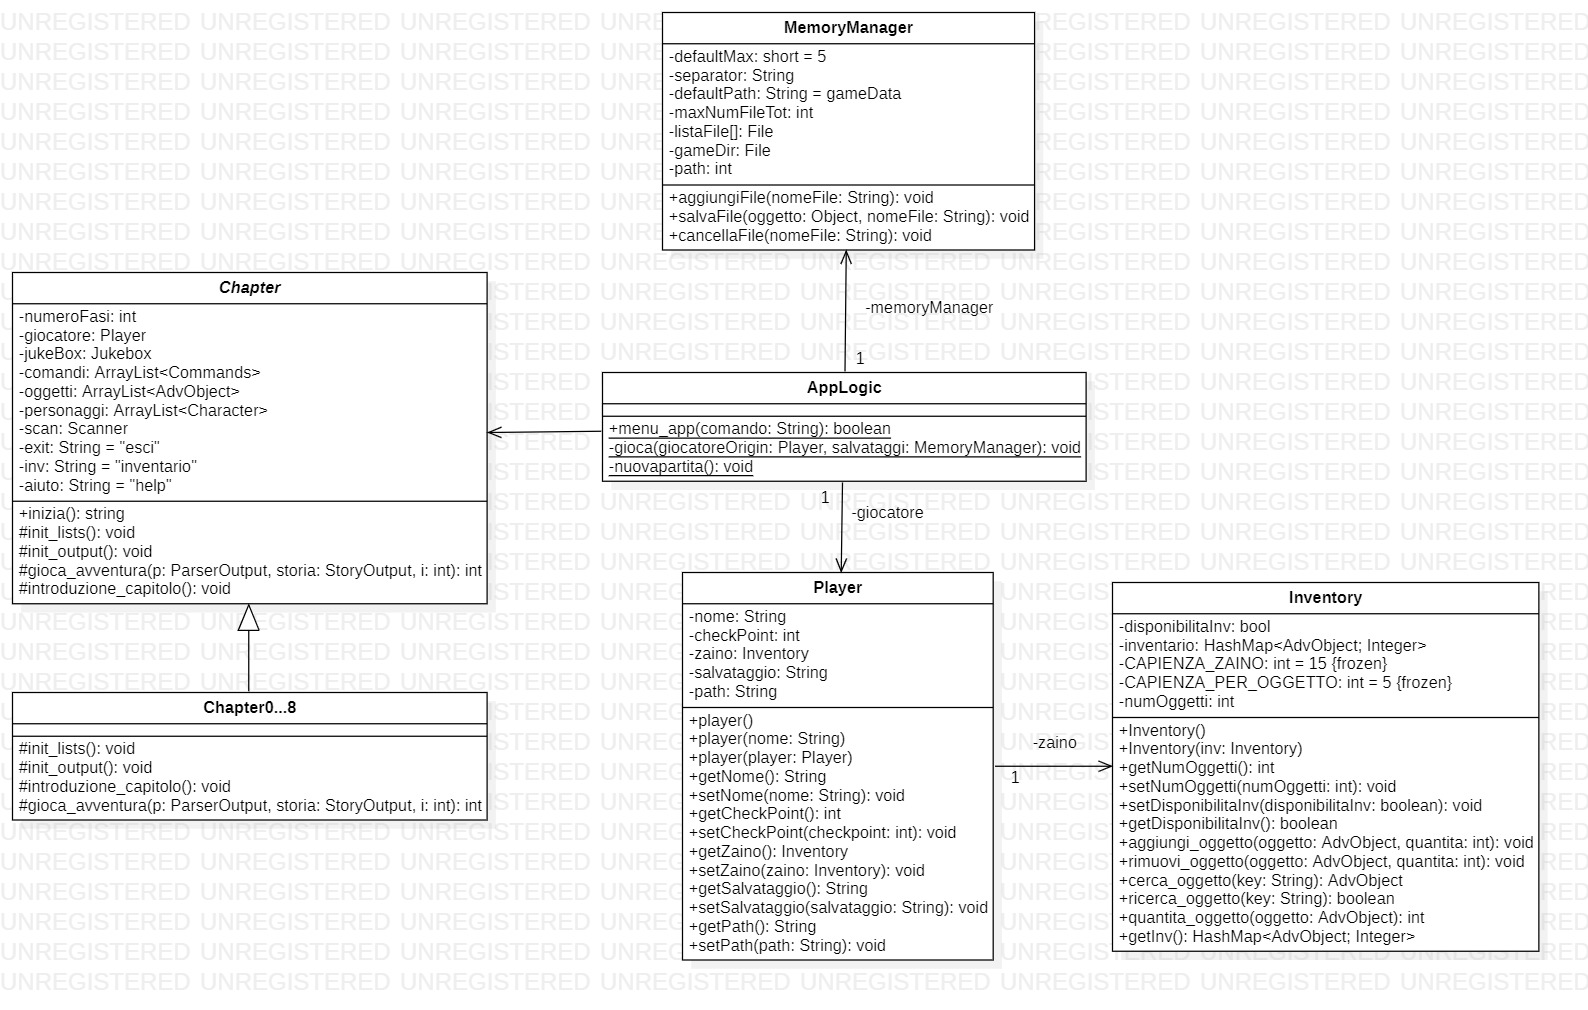 MemoryManager
-defaultMax: short = 5
-separator: String
-defaultPath: String = gameData
-maxNumFileTot: int
-listaFile[]: File
-gameDir: File
-path: int
+aggiungiFile(nomeFile: String): void
+salvaFile(oggetto: Object, nomeFile: String): void
+cancellaFile(nomeFile: String): void
-memoryManager
1
Chapter
-numeroFasi: int
-giocatore: Player
-jukeBox: Jukebox
-comandi: ArrayList<Commands>
-oggetti: ArrayList<AdvObject>
-personaggi: ArrayList<Character>
-scan: Scanner
-exit: String = "esci"
-inv: String = "inventario"
-aiuto: String = "help"
+inizia(): string
#init_lists(): void
#init_output(): void
#gioca_avventura(p: ParserOutput, storia: StoryOutput, i: int): int
#introduzione_capitolo(): void
AppLogic
+menu_app(comando: String): boolean
-gioca(giocatoreOrigin: Player, salvataggi: MemoryManager): void
-nuovapartita(): void
1
-giocatore
Chapter0...8
#init_lists(): void
#init_output(): void
#introduzione_capitolo(): void
#gioca_avventura(p: ParserOutput, storia: StoryOutput, i: int): int
Player
-nome: String
-checkPoint: int
-zaino: Inventory
-salvataggio: String
-path: String
+player()
+player(nome: String)
+player(player: Player)
+getNome(): String
+setNome(nome: String): void
+getCheckPoint(): int
+setCheckPoint(checkpoint: int): void
+getZaino(): Inventory
+setZaino(zaino: Inventory): void
+getSalvataggio(): String
+setSalvataggio(salvataggio: String): void
+getPath(): String
+setPath(path: String): void
-zaino
1
Inventory
-disponibilitaInv: bool
-inventario: HashMap<AdvObject; Integer>
-CAPIENZA_ZAINO: int = 15 {frozen}
-CAPIENZA_PER_OGGETTO: int = 5 {frozen}
-numOggetti: int
+Inventory()
+Inventory(inv: Inventory)
+getNumOggetti(): int
+setNumOggetti(numOggetti: int): void
+setDisponibilitaInv(disponibilitaInv: boolean): void
+getDisponibilitaInv(): boolean
+aggiungi_oggetto(oggetto: AdvObject, quantita: int): void
+rimuovi_oggetto(oggetto: AdvObject, quantita: int): void
+cerca_oggetto(key: String): AdvObject
+ricerca_oggetto(key: String): boolean
+quantita_oggetto(oggetto: AdvObject): int
+getInv(): HashMap<AdvObject; Integer>
UNREGISTERED